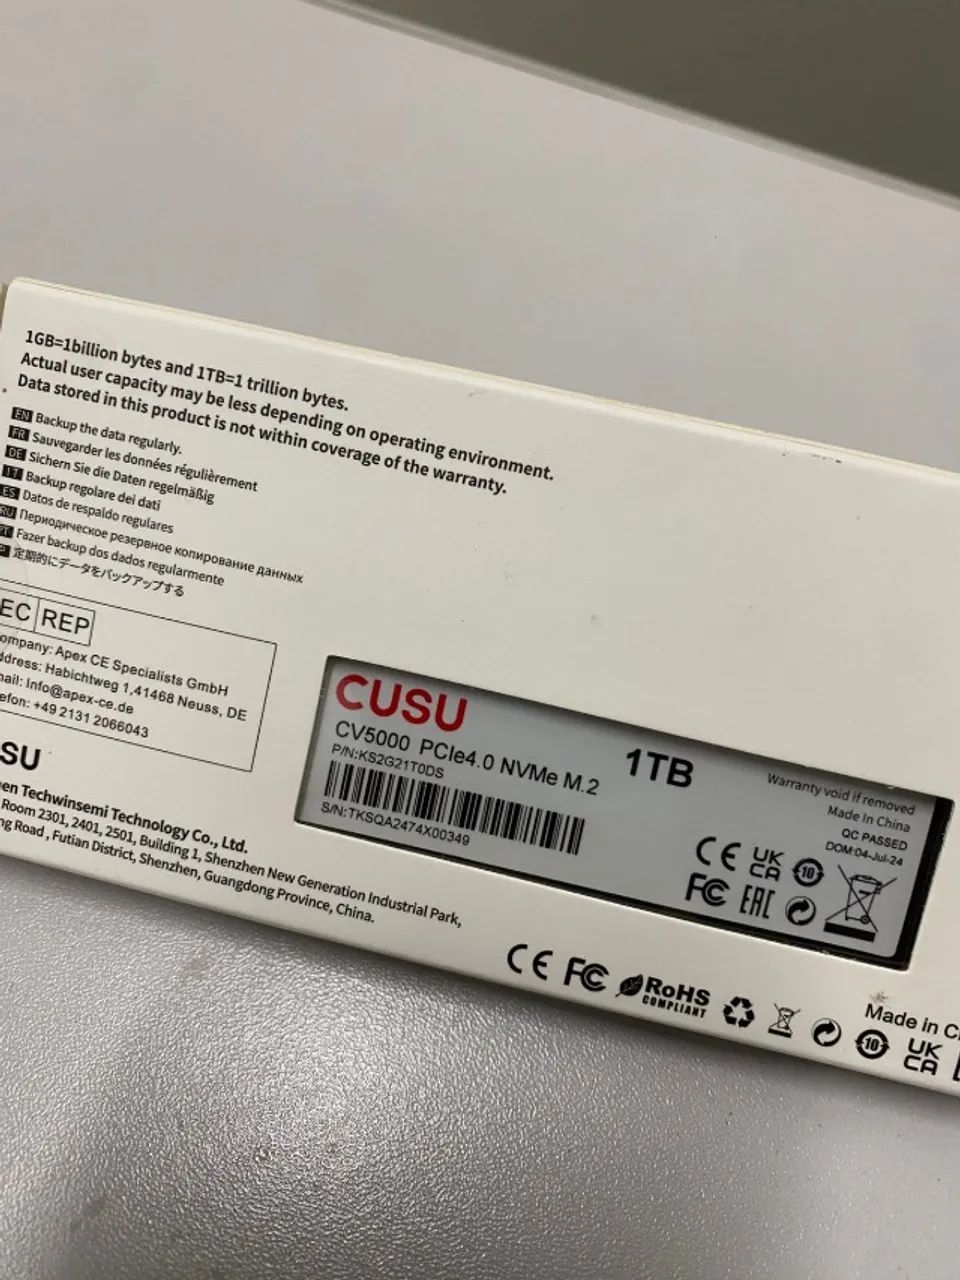 1GB=1billion bytes and 1TB=1 trillion bytes.
Actual user capacity may be less depending on operating environment.
Data stored in this product is not within coverage of the warranty.
EN Backup the data regularly.
FR Sauvegarder les données régulièrement
DE Sichern Sie die Daten regelmäßig
IT Backup regolare dei dati
ES Datos de respaldo regulares
RU Периодическое резервное копирование данных
PT Fazer backup dos dados regularmente
定期的にデータをバックアップする
EC REP
ompany: Apex CE Specialists GmbH
ddress: Habichtweg 1,41468 Neuss, DE
mail: Info@apex-ce.de
efon: +49 2131 2066043
SU
en Techwinsemi Technology Co., Ltd.
Room 2301, 2401, 2501, Building 1, Shenzhen New Generation Industrial Park,
ng Road , Futian District, Shenzhen, Guangdong Province, China.
CUSU
CV5000 PCIe4.0 NVMe M.2
P/N:KS2G21T0DS
S/N:TKSQA2474X00349
1TB
Warranty void if removed
Made In China
QC PASSED
DOM:04-Jul-24
CE UK CA 10
FC EAC
CE FC RoHS COMPLIANT 10 UK CA
Made in C